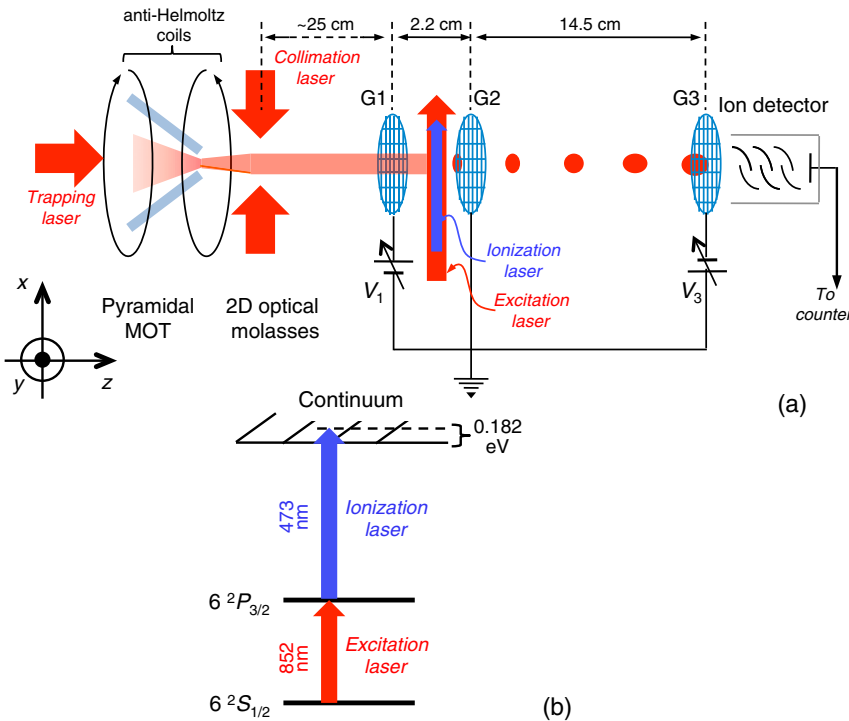 anti-Helmoltz
coils
~25 cm
2.2 cm
14.5 cm
Collimation
laser
G1
G2
G3
Ion detector
Trapping
laser
Ionization
laser
Excitation
laser
V1
V3
To
counter
x
y
z
Pyramidal
MOT
2D optical
molasses
(a)
Continuum
0.182
eV
473
nm
Ionization
laser
6 ²P3/2
852
nm
Excitation
laser
6 ²S1/2
(b)